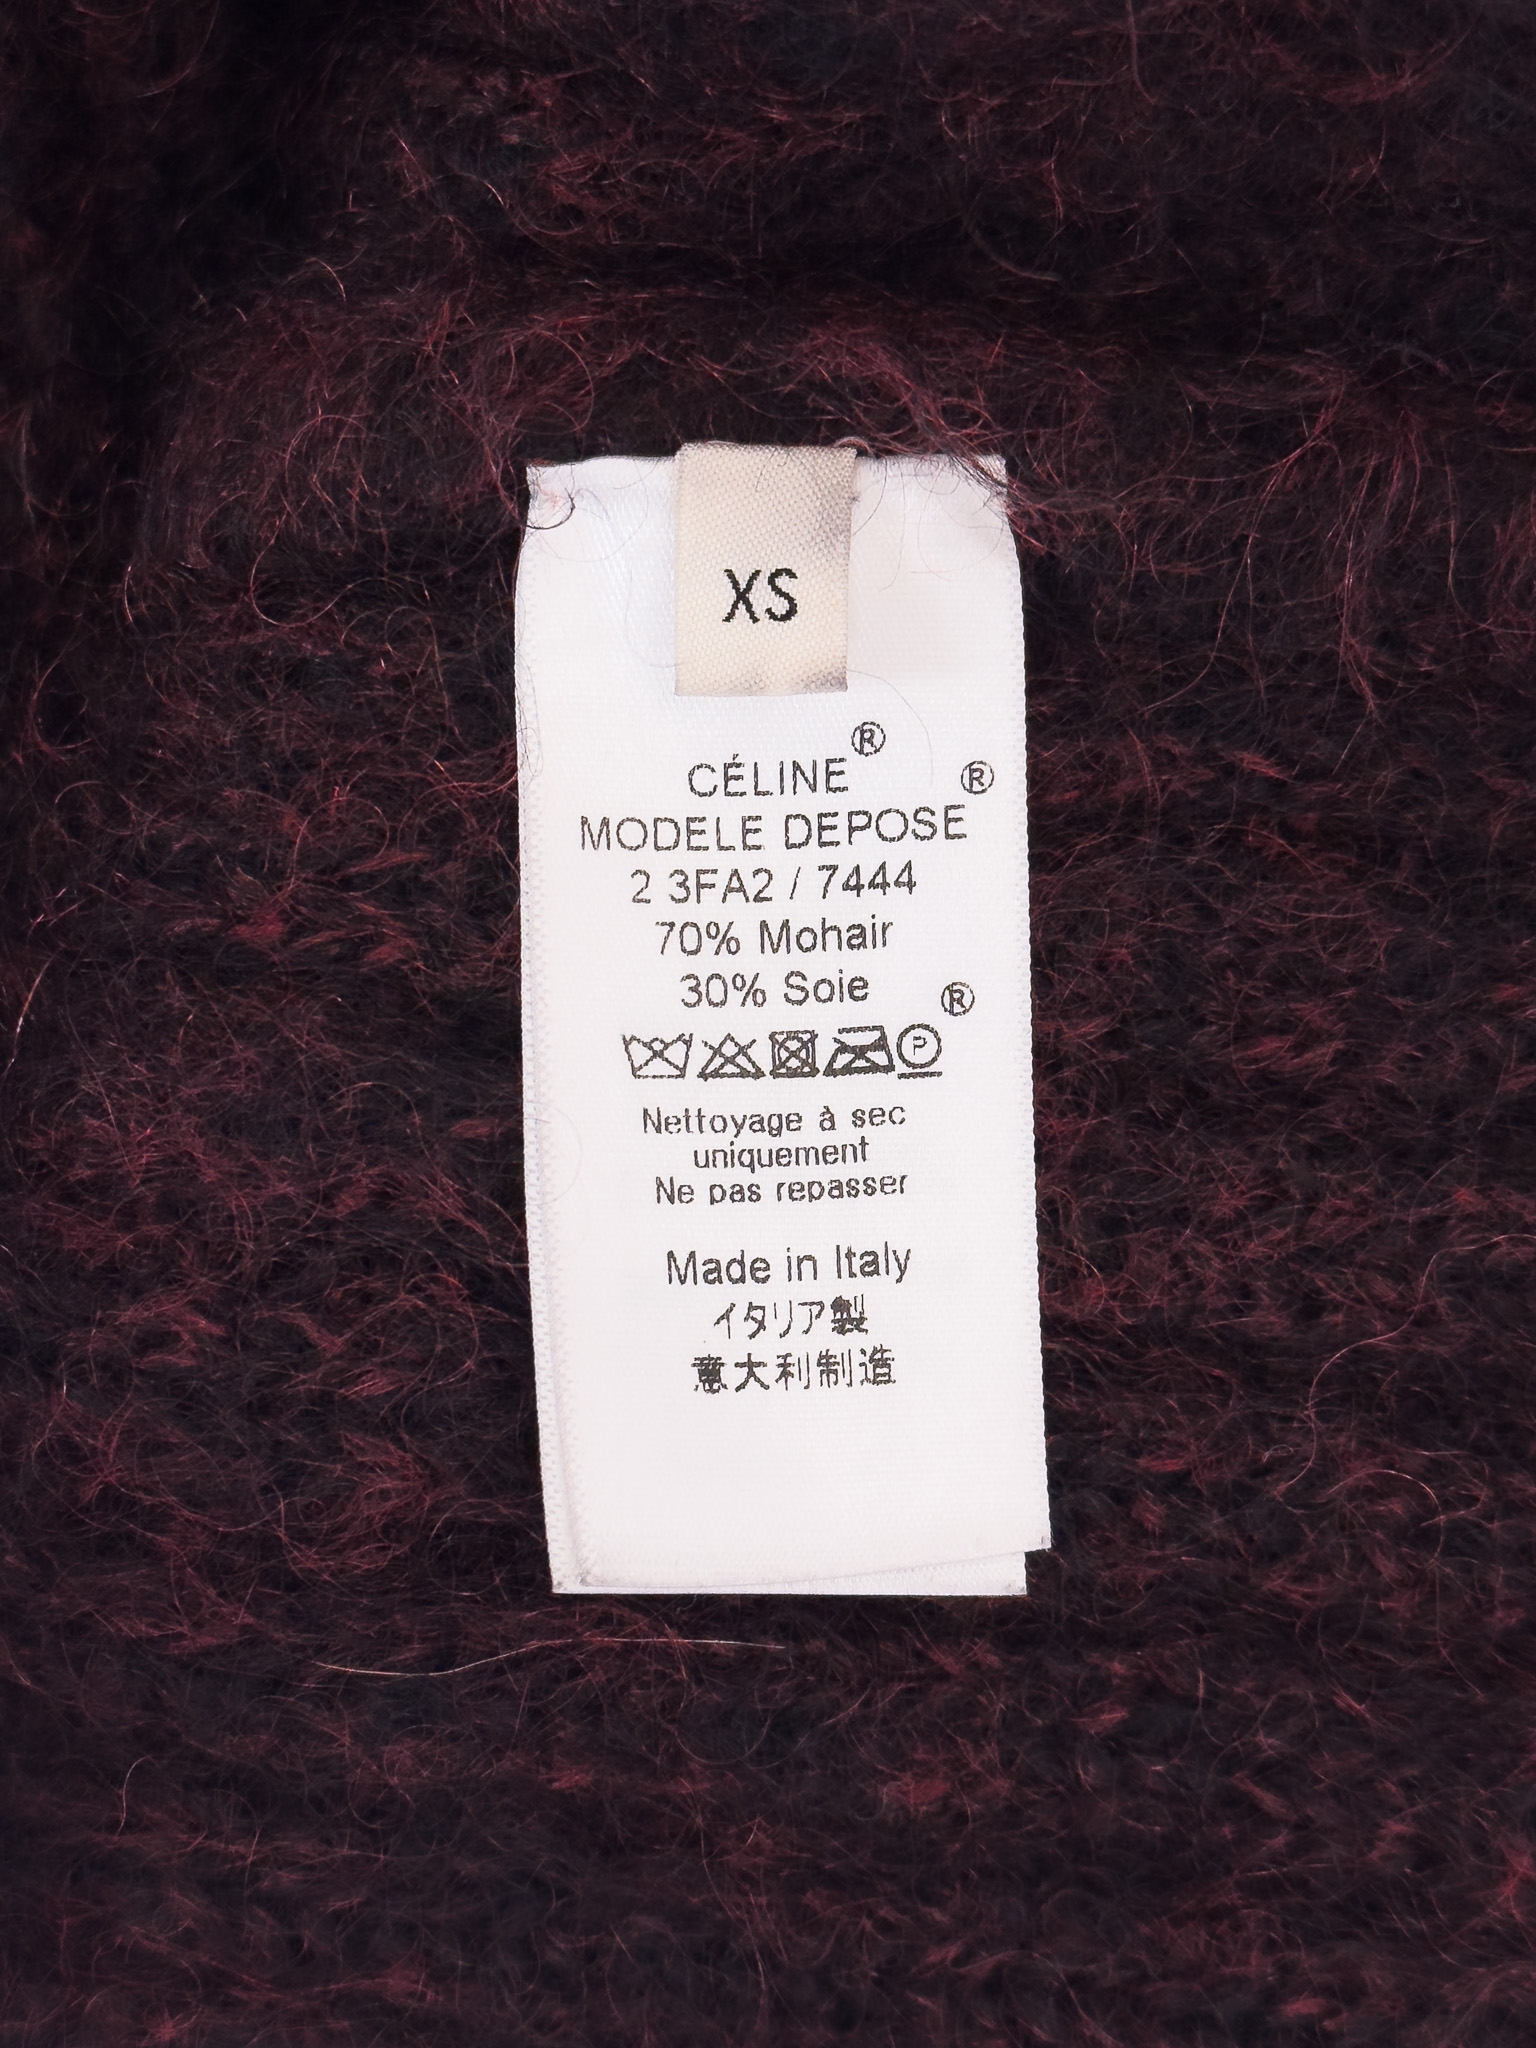 XS
CÉLINE®
MODELE DEPOSE®
2 3FA2 / 7444
70% Mohair
30% Soie
®
P
Nettoyage à sec
uniquement
Ne pas repasser
Made in Italy
イタリア製
意大利制造